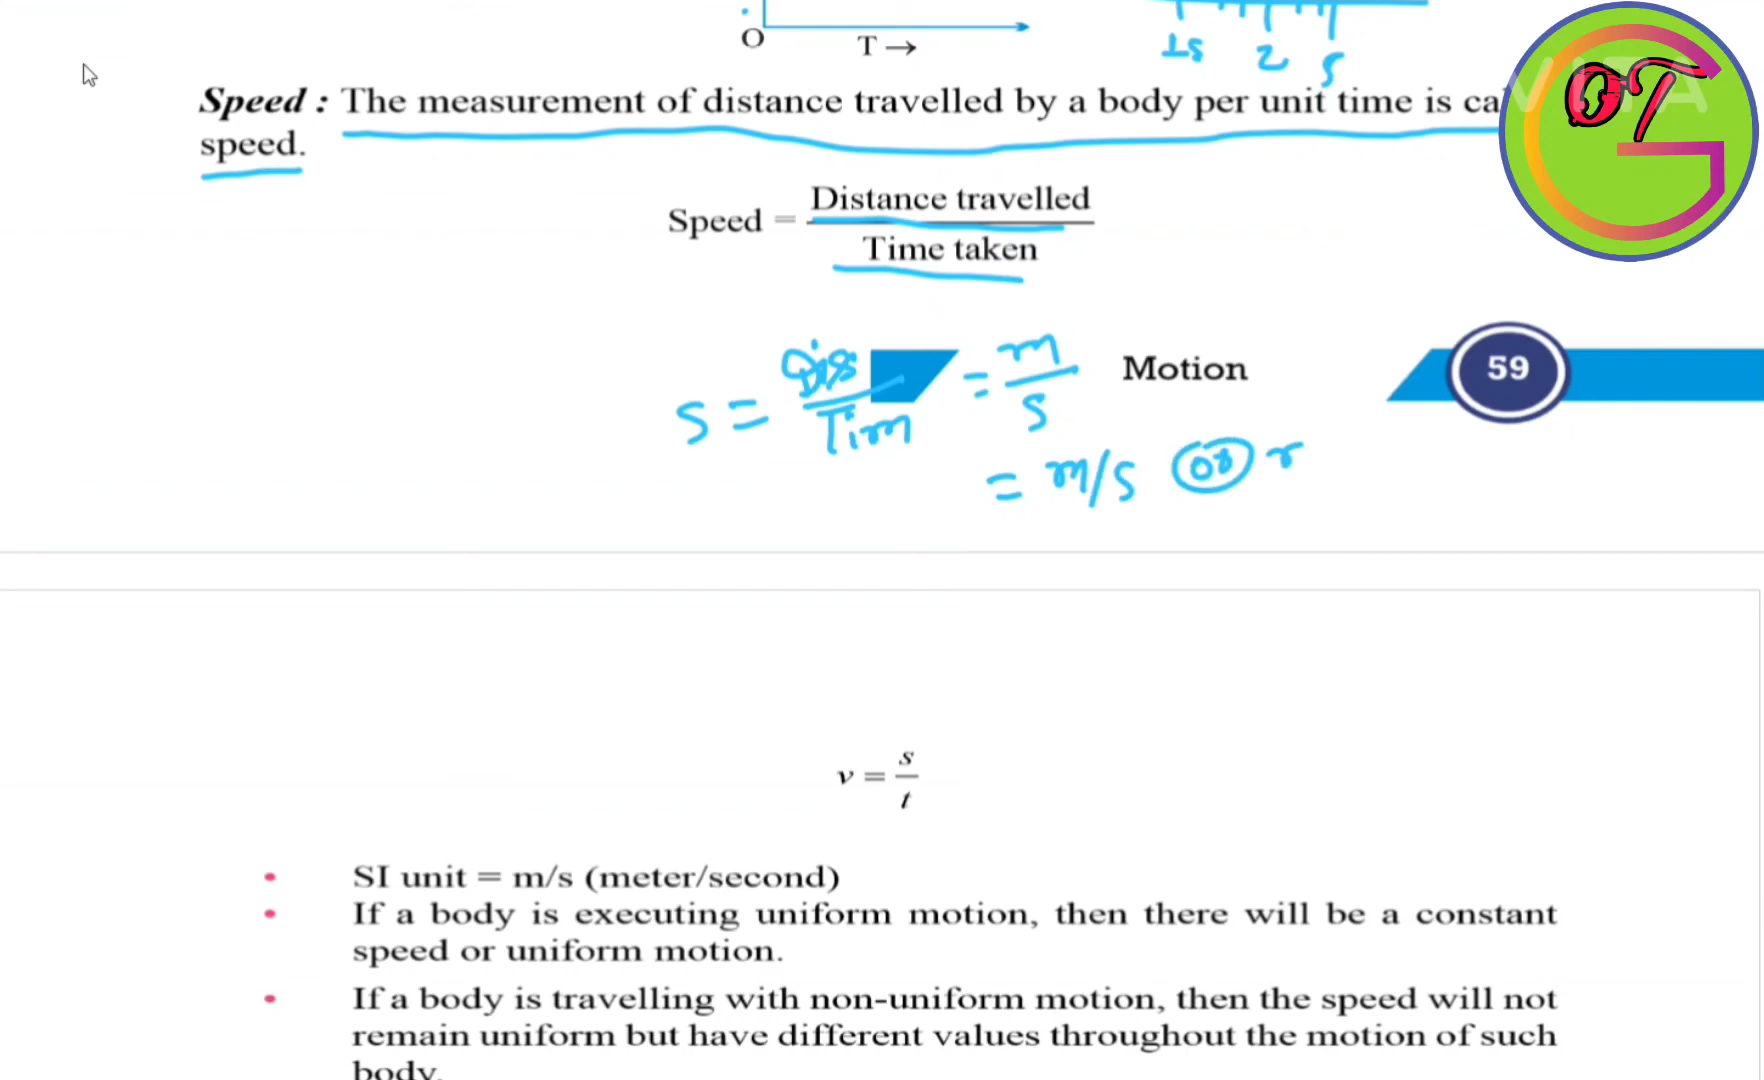 O
T →
1s 2 5
Speed : The measurement of distance travelled by a body per unit time is ca
speed.
Speed = Distance travelled
Time taken
s = Dis
Tim
= m
s
Motion
59
= m/s or
v = s
t
• SI unit = m/s (meter/second)
• If a body is executing uniform motion, then there will be a constant
speed or uniform motion.
• If a body is travelling with non-uniform motion, then the speed will not
remain uniform but have different values throughout the motion of such
body.
OTG